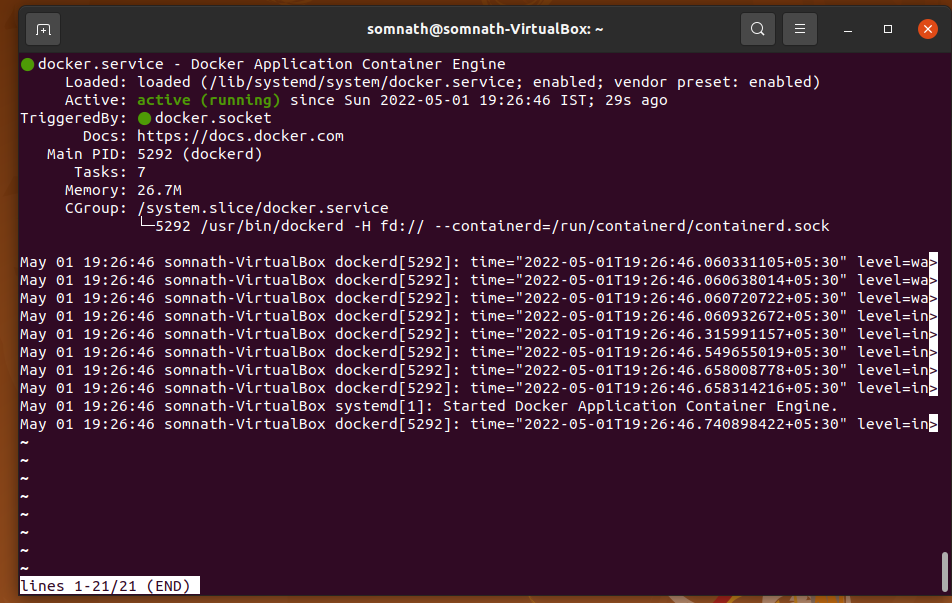 somnath@somnath-VirtualBox: ~
docker.service - Docker Application Container Engine
Loaded: loaded (/lib/systemd/system/docker.service; enabled; vendor preset: enabled)
Active: active (running) since Sun 2022-05-01 19:26:46 IST; 29s ago
TriggeredBy: docker.socket
Docs: https://docs.docker.com
Main PID: 5292 (dockerd)
Tasks: 7
Memory: 26.7M
CGroup: /system.slice/docker.service
└─5292 /usr/bin/dockerd -H fd:// --containerd=/run/containerd/containerd.sock
May 01 19:26:46 somnath-VirtualBox dockerd[5292]: time="2022-05-01T19:26:46.060331105+05:30" level=wa>
May 01 19:26:46 somnath-VirtualBox dockerd[5292]: time="2022-05-01T19:26:46.060638014+05:30" level=wa>
May 01 19:26:46 somnath-VirtualBox dockerd[5292]: time="2022-05-01T19:26:46.060720722+05:30" level=wa>
May 01 19:26:46 somnath-VirtualBox dockerd[5292]: time="2022-05-01T19:26:46.060932672+05:30" level=in>
May 01 19:26:46 somnath-VirtualBox dockerd[5292]: time="2022-05-01T19:26:46.315991157+05:30" level=in>
May 01 19:26:46 somnath-VirtualBox dockerd[5292]: time="2022-05-01T19:26:46.549655019+05:30" level=in>
May 01 19:26:46 somnath-VirtualBox dockerd[5292]: time="2022-05-01T19:26:46.658008778+05:30" level=in>
May 01 19:26:46 somnath-VirtualBox dockerd[5292]: time="2022-05-01T19:26:46.658314216+05:30" level=in>
May 01 19:26:46 somnath-VirtualBox systemd[1]: Started Docker Application Container Engine.
May 01 19:26:46 somnath-VirtualBox dockerd[5292]: time="2022-05-01T19:26:46.740898422+05:30" level=in>
~
~
~
~
~
~
~
~
lines 1-21/21 (END)